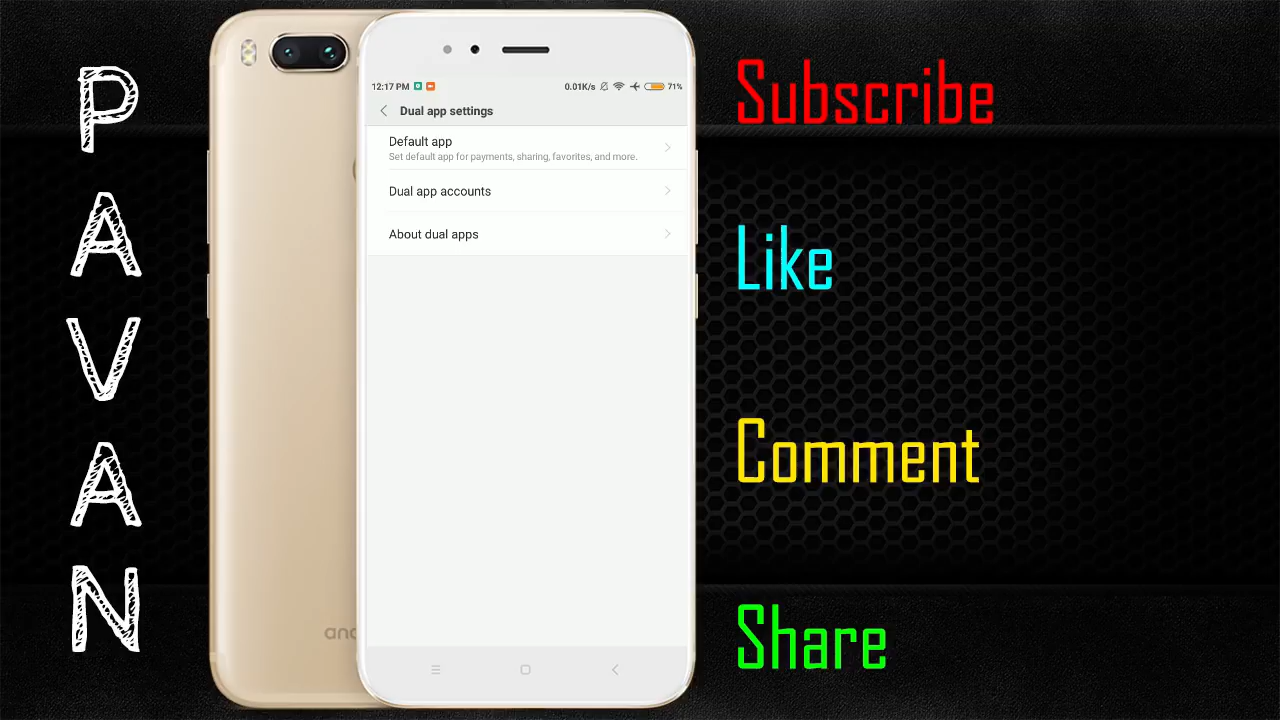 PAVAN
12:17 PM 0.01K/s 71%
Dual app settings
Default app
Set default app for payments, sharing, favorites, and more.
Dual app accounts
About dual apps
Subscribe
Like
Comment
Share